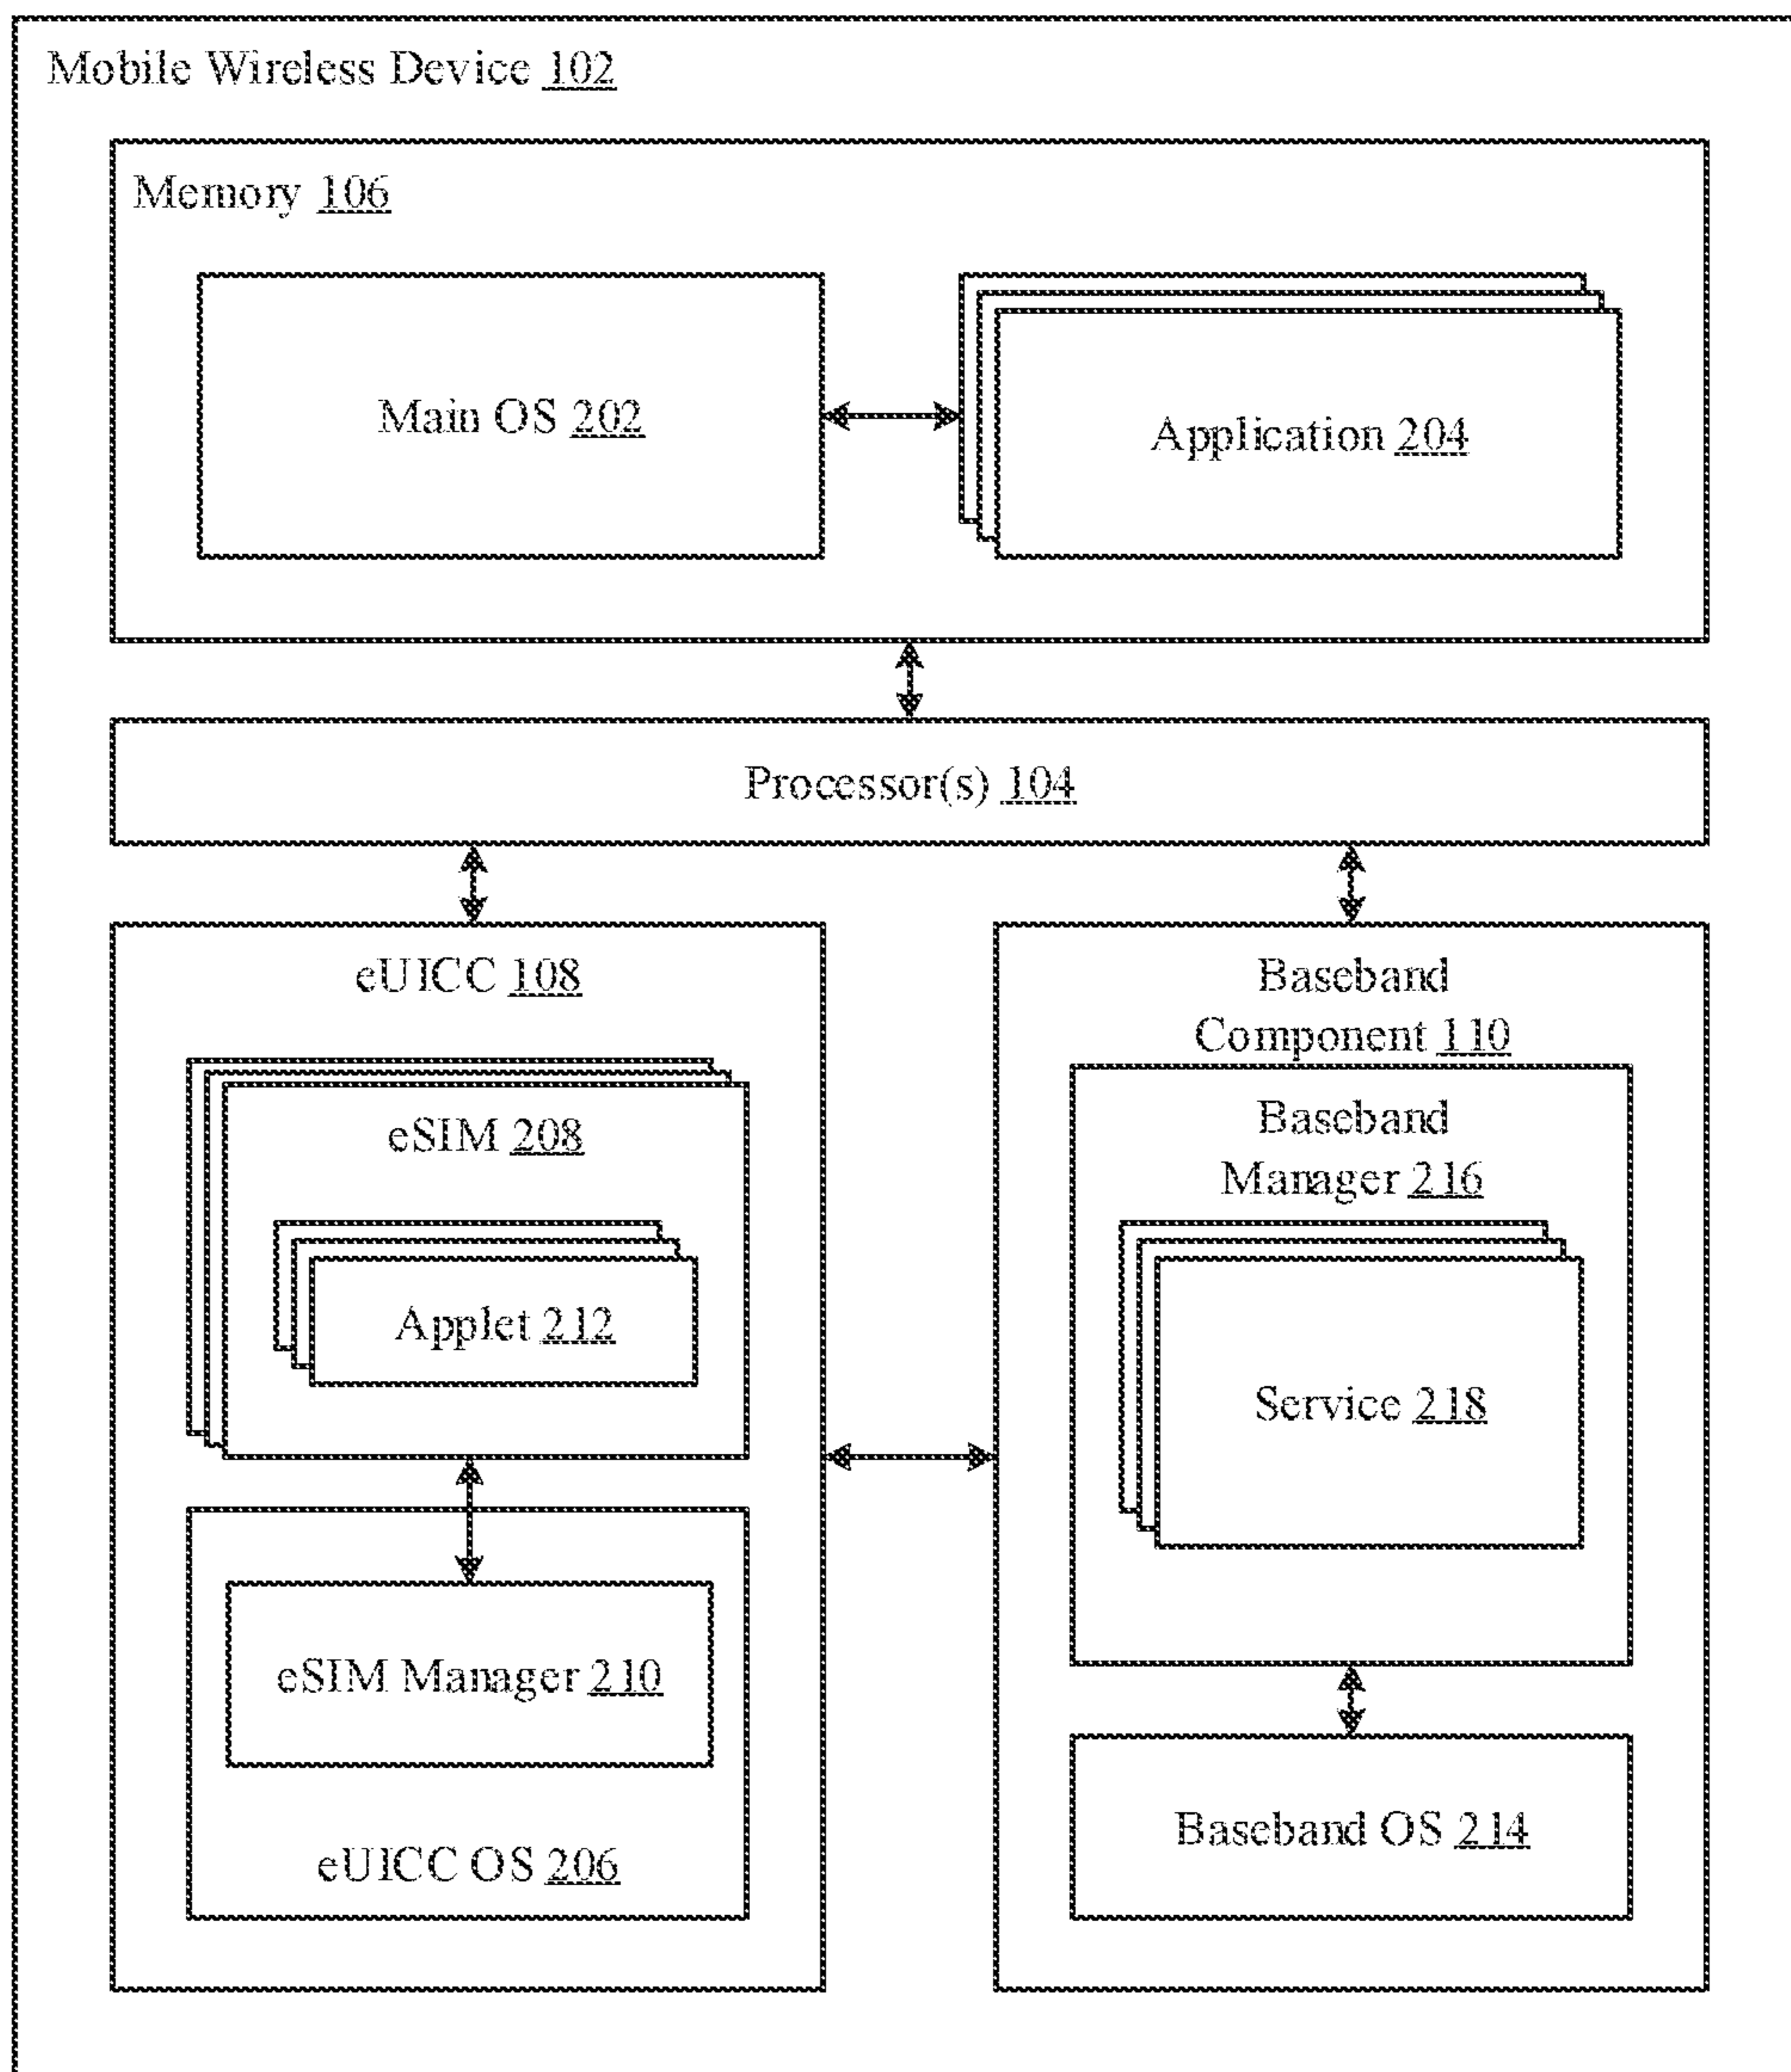 Mobile Wireless Device 102
Memory 106
Main OS 202
Application 204
Processor(s) 104
eUICC 108
eSIM 208
Applet 212
eSIM Manager 210
eUICC OS 206
Baseband
Component 110
Baseband
Manager 216
Service 218
Baseband OS 214